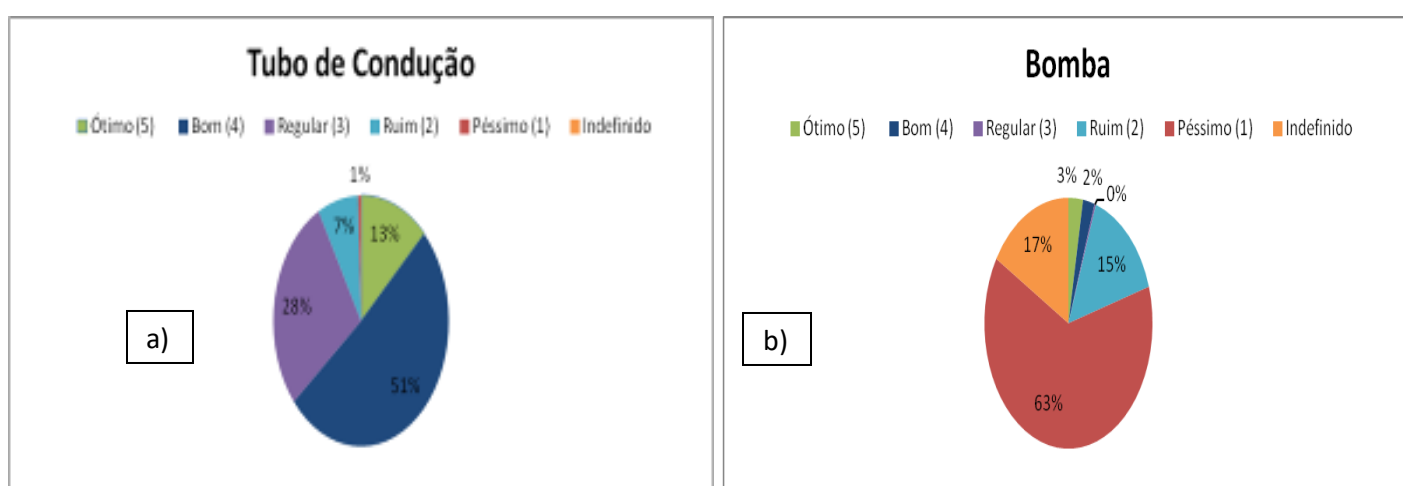 Tubo de Condução
Ótimo (5) Bom (4) Regular (3) Ruim (2) Péssimo (1) Indefinido
1%
7%
13%
28%
51%
a)
Bomba
Ótimo (5) Bom (4) Regular (3) Ruim (2) Péssimo (1) Indefinido
3% 2%
0%
17%
15%
63%
b)